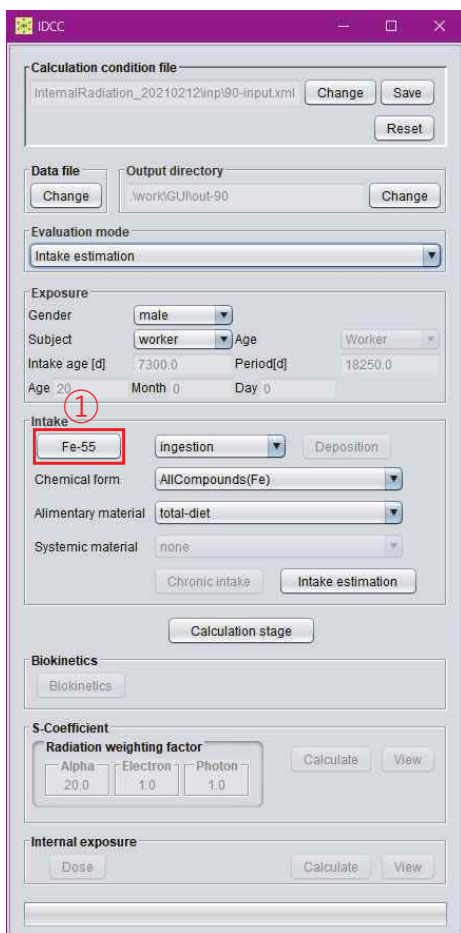 IDCC
Calculation condition file
InternalRadiation_20210212\inp\90-input.xml Change Save
Reset
Data file Output directory
Change .\work\GUI\out-90 Change
Evaluation mode
Intake estimation
Exposure
Gender male
Subject worker Age Worker
Intake age [d] 7300.0 Period[d] 18250.0
Age 20 Month 0 Day 0
①
Intake
Fe-55 ingestion Deposition
Chemical form AllCompounds(Fe)
Alimentary material total-diet
Systemic material none
Chronic intake Intake estimation
Calculation stage
Biokinetics
Biokinetics
S-Coefficient
Radiation weighting factor
Alpha Electron Photon Calculate View
20.0 1.0 1.0
Internal exposure
Dose Calculate View